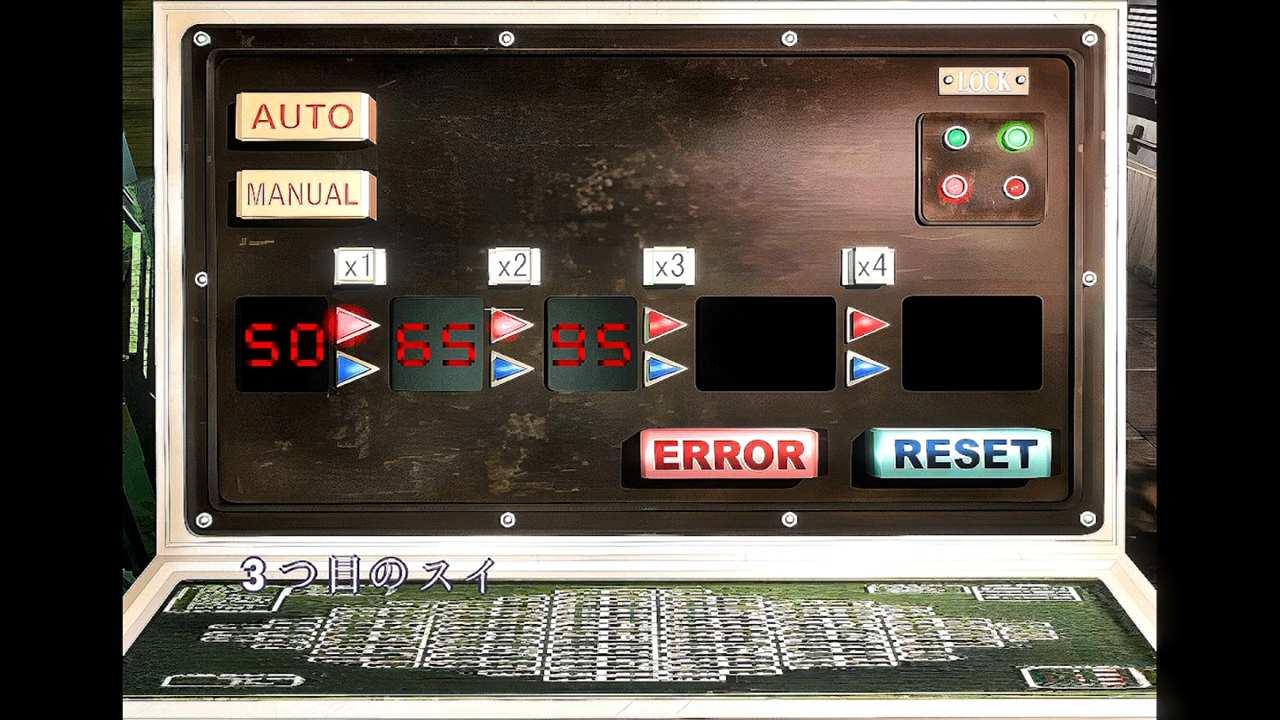 LOCK
AUTO
MANUAL
x1 x2 x3 x4
50 65 95
ERROR RESET
3つ目のスイ